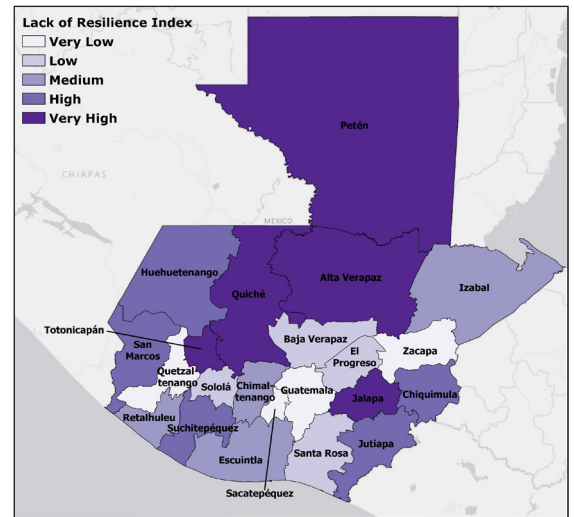 Lack of Resilience Index
Very Low
Low
Medium
High
Very High
Petén
CHIAPAS
MEXICO
Huehuetenango
Quiché
Alta Verapaz
Izabal
Totonicapán
San
Marcos
Baja Verapaz
El
Progreso
Zacapa
Quetzal-
tenango
Sololá
Chimal-
tenango
Guatemala
Jalapa
Chiquimula
Retalhuleu
Suchitepéquez
Jutiapa
Escuintla
Santa Rosa
Sacatepéquez